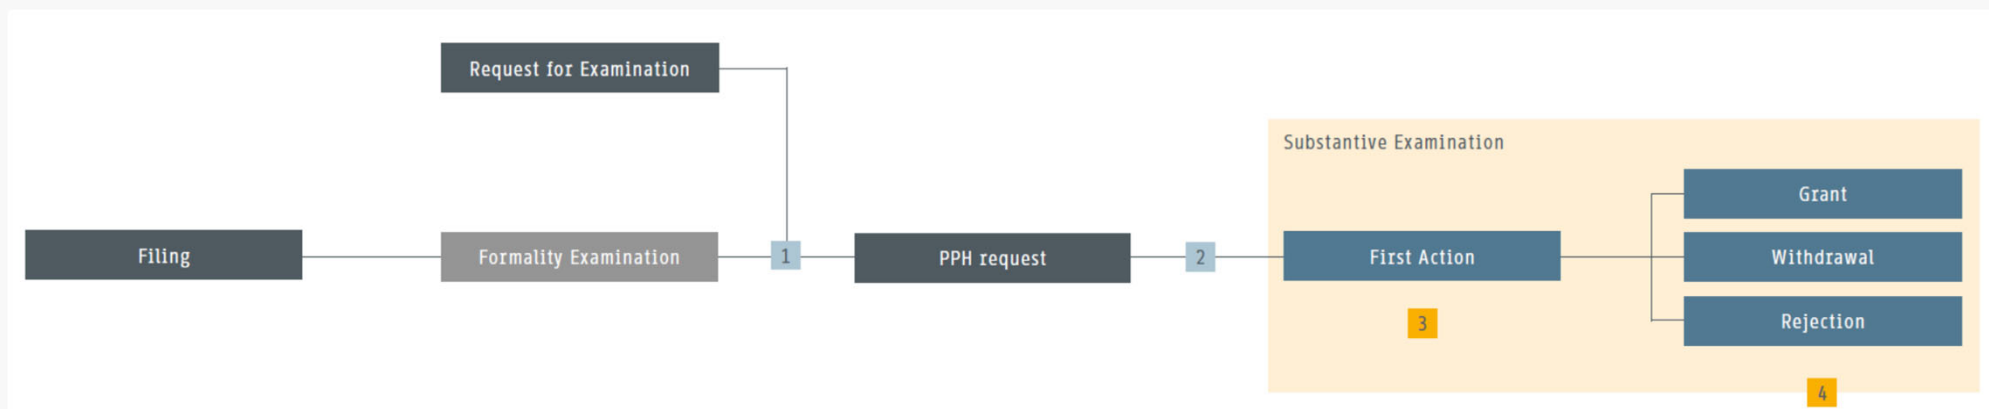 Request for Examination
Substantive Examination
Grant
Filing
Formality Examination
1
PPH request
2
First Action
Withdrawal
3
Rejection
4